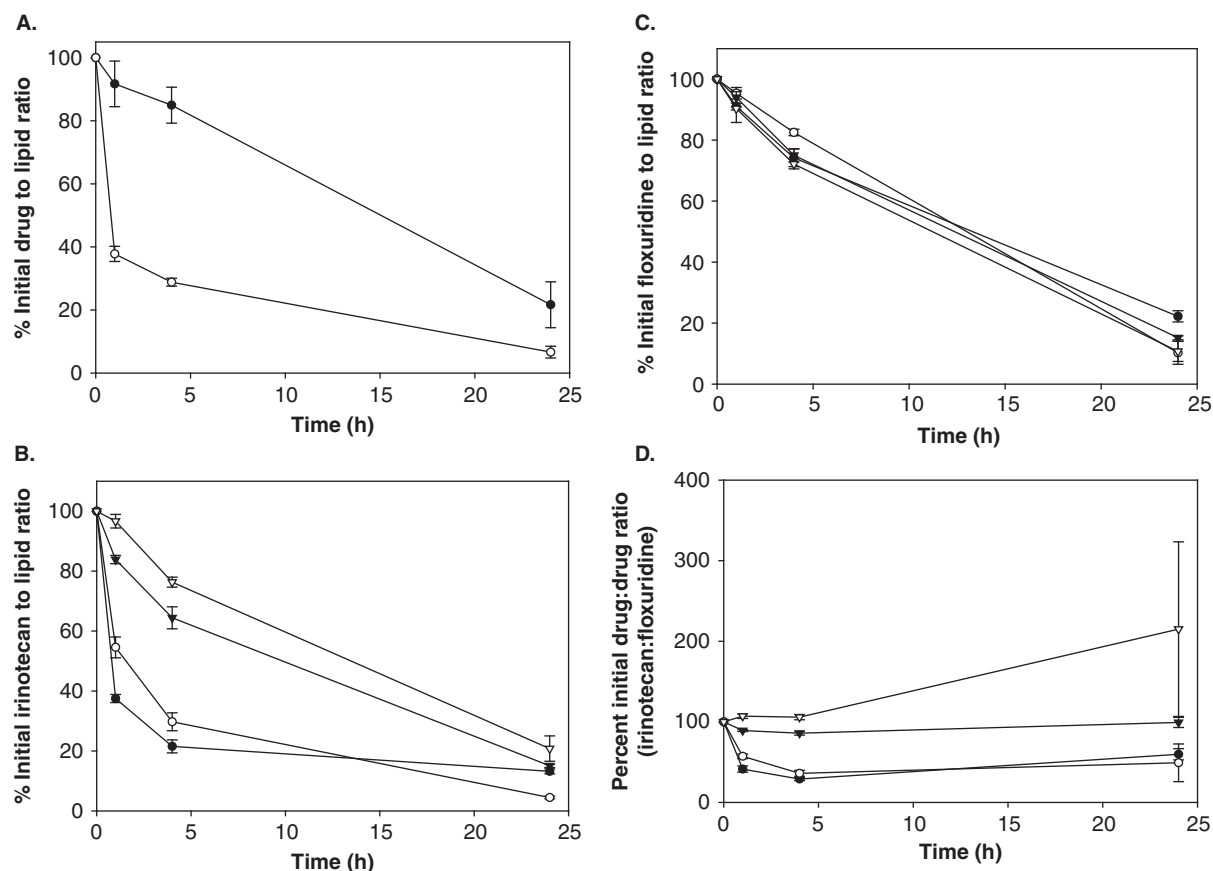 A.
100
80
60
40
20
0
% Initial drug to lipid ratio
0 5 10 15 20 25
Time (h)
B.
100
80
60
40
20
0
% Initial irinotecan to lipid ratio
0 5 10 15 20 25
Time (h)
C.
100
80
60
40
20
0
% Initial floxuridine to lipid ratio
0 5 10 15 20 25
Time (h)
D.
400
300
200
100
0
Percent initial drug:drug ratio
(irinotecan:floxuridine)
0 5 10 15 20 25
Time (h)